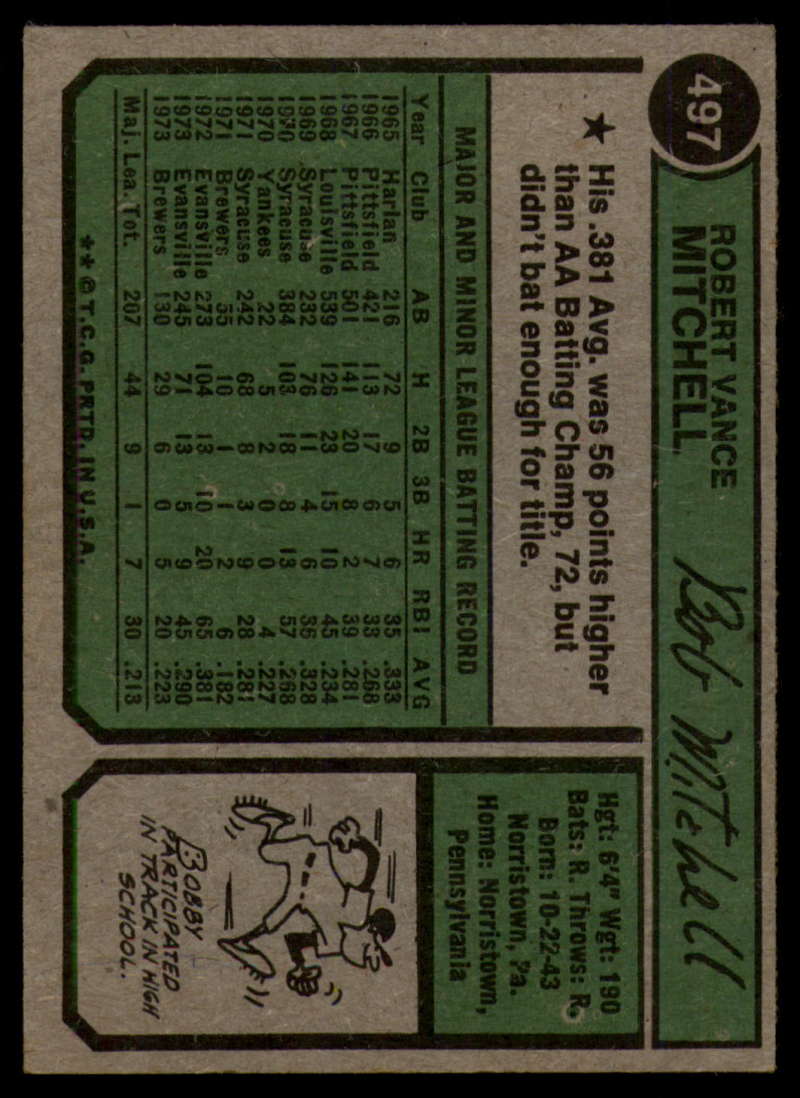 497
ROBERT VANCE
MITCHELL
Bob Mitchell
★ His .381 Avg. was 56 points higher
than AA Batting Champ, 72, but
didn't bat enough for title.
MAJOR AND MINOR LEAGUE BATTING RECORD
Year Club AB H 2B 3B HR RBI AVG
1965 Harlan 216 72 9 5 6 35 .333
1966 Pittsfield 421 113 17 6 7 33 .268
1967 Pittsfield 501 141 20 8 2 39 .281
1968 Louisville 539 126 23 15 10 45 .234
1969 Syracuse 232 76 11 4 6 36 .328
1970 Syracuse 384 103 18 8 13 57 .268
1970 Yankees 22 5 2 0 0 4 .227
1971 Syracuse 242 68 8 3 9 28 .281
1971 Brewers 55 10 1 1 2 6 .182
1972 Evansville 273 104 13 10 20 65 .381
1973 Evansville 245 71 13 5 9 45 .290
1973 Brewers 130 29 6 0 5 20 .223
Maj. Lea. Tot. 207 44 9 1 7 30 .213
** © T.C.G. PRTD. IN U.S.A.
Hgt: 6'4" Wgt: 190
Bats: R. Throws: R.
Born: 10-22-43
Norristown, Pa.
Home: Norristown,
Pennsylvania
BOBBY
PARTICIPATED
IN TRACK IN HIGH
SCHOOL.